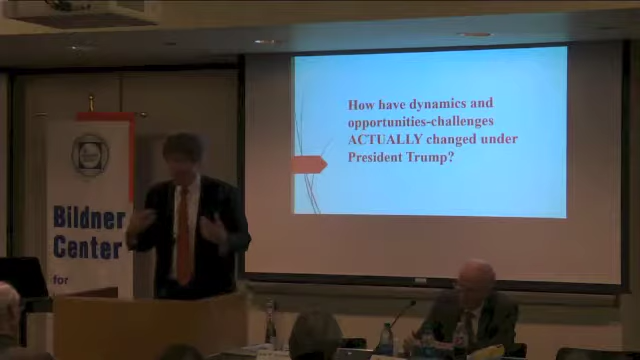 How have dynamics and
opportunities-challenges
ACTUALLY changed under
President Trump?
Bildner
Center
for